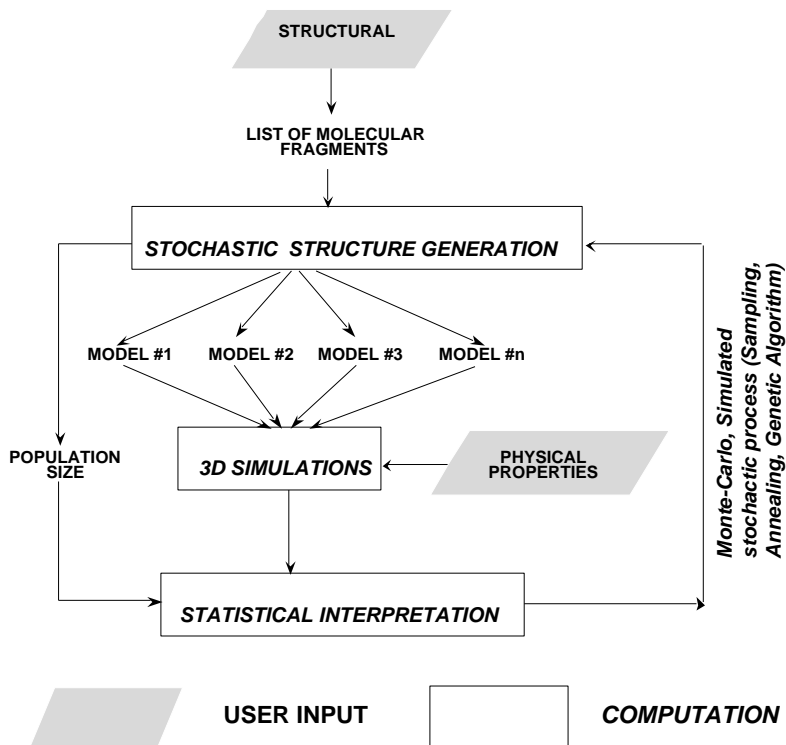 STRUCTURAL
LIST OF MOLECULAR
FRAGMENTS
STOCHASTIC STRUCTURE GENERATION
MODEL #1
MODEL #2
MODEL #3
MODEL #n
POPULATION
SIZE
3D SIMULATIONS
PHYSICAL
PROPERTIES
Monte-Carlo, Simulated
stochactic process (Sampling,
Annealing, Genetic Algorithm)
STATISTICAL INTERPRETATION
USER INPUT
COMPUTATION